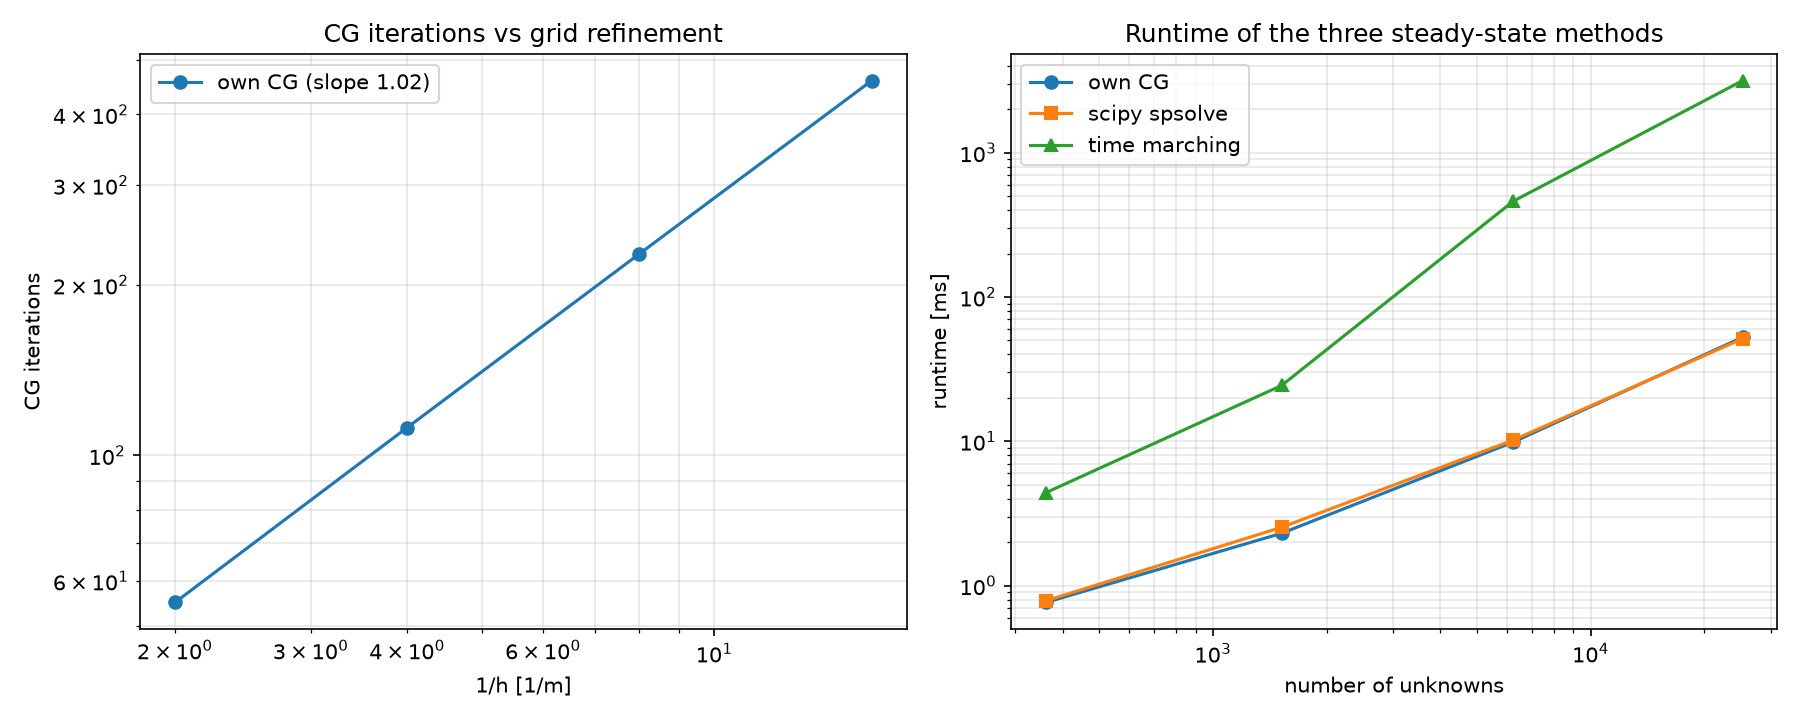 CG iterations vs grid refinement
own CG (slope 1.02)
4 × 10²
3 × 10²
2 × 10²
10²
6 × 10¹
CG iterations
2 × 10⁰
3 × 10⁰
4 × 10⁰
6 × 10⁰
10¹
1/h [1/m]
Runtime of the three steady-state methods
own CG
scipy spsolve
time marching
10³
10²
10¹
10⁰
runtime [ms]
10³
10⁴
number of unknowns